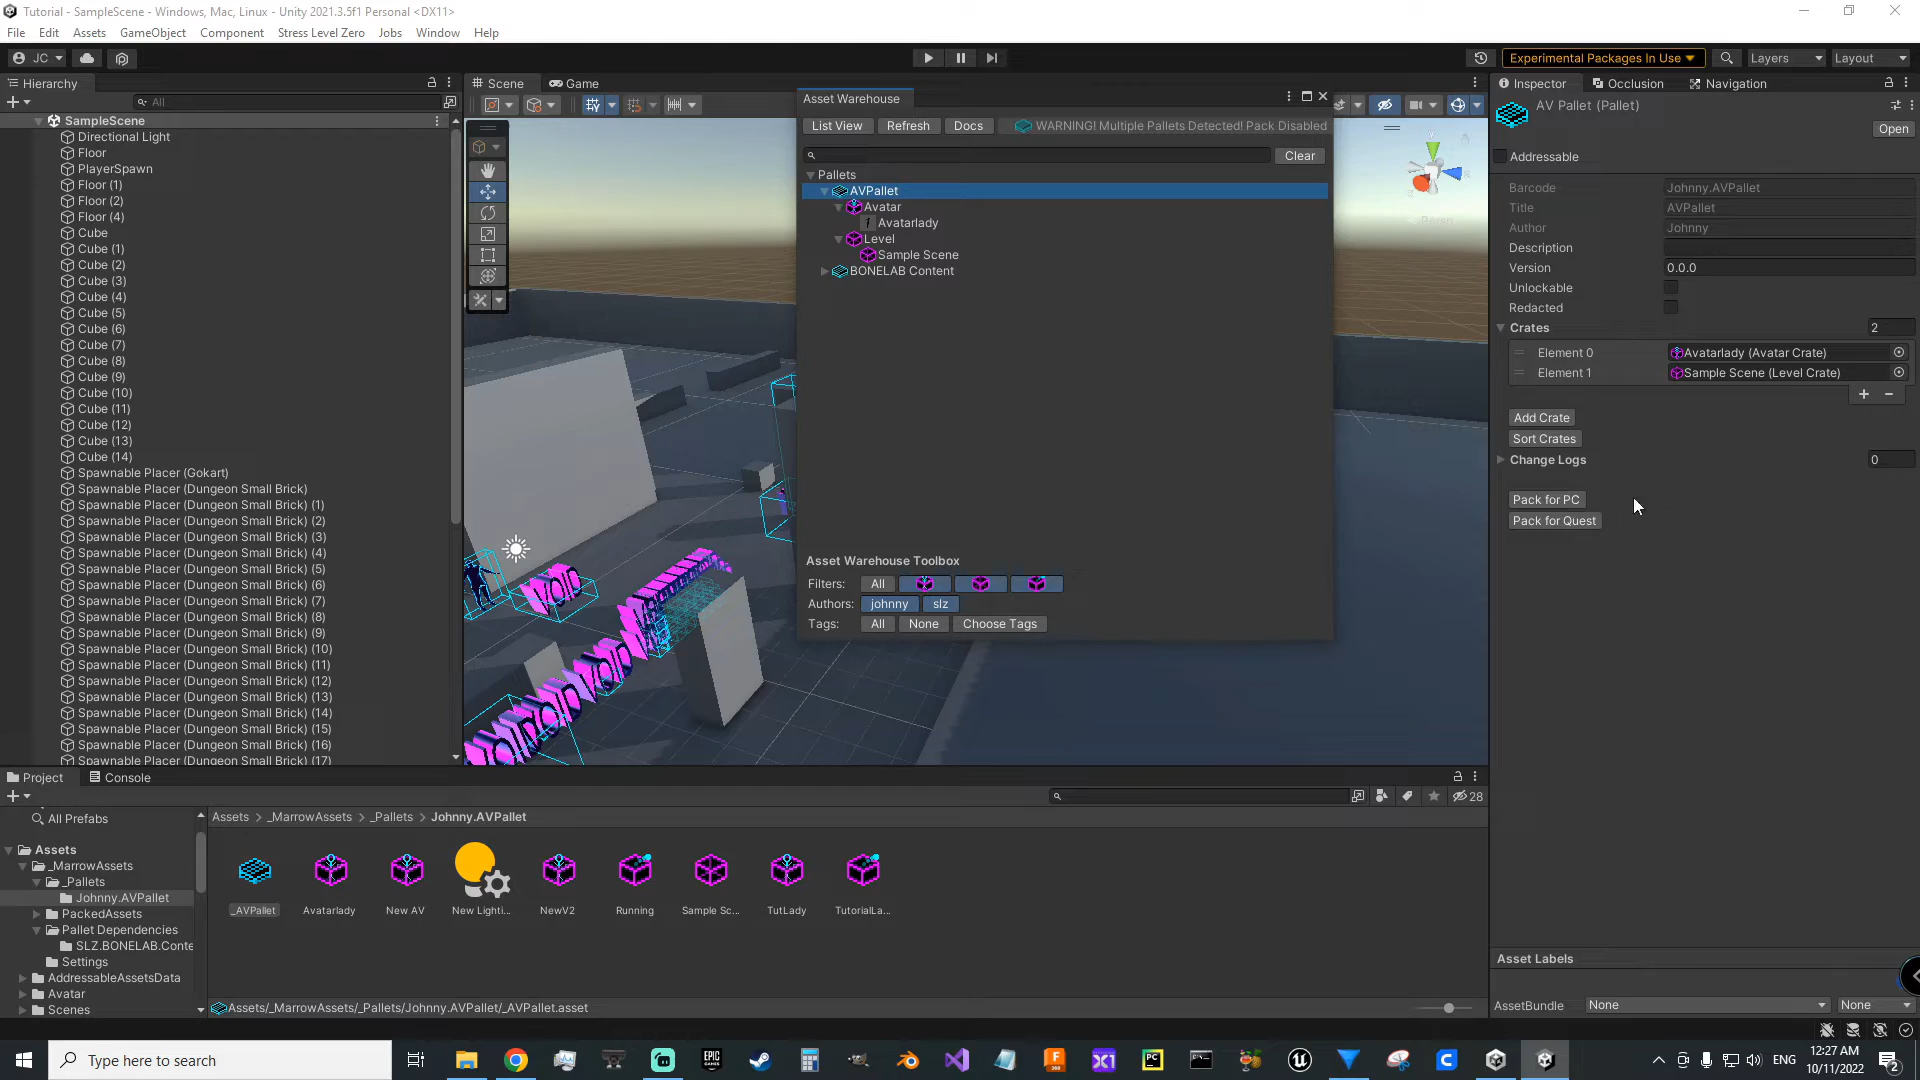 Tutorial - SampleScene - Windows, Mac, Linux - Unity 2021.3.5f1 Personal <DX11>
File Edit Assets GameObject Component Stress Level Zero Jobs Window Help
JC
Experimental Packages In Use
Layers
Layout
Hierarchy
All
SampleScene
Directional Light
Floor
PlayerSpawn
Floor (1)
Floor (2)
Floor (4)
Cube
Cube (1)
Cube (2)
Cube (3)
Cube (4)
Cube (5)
Cube (6)
Cube (7)
Cube (8)
Cube (9)
Cube (10)
Cube (11)
Cube (12)
Cube (13)
Cube (14)
Spawnable Placer (Gokart)
Spawnable Placer (Dungeon Small Brick)
Spawnable Placer (Dungeon Small Brick) (1)
Spawnable Placer (Dungeon Small Brick) (2)
Spawnable Placer (Dungeon Small Brick) (3)
Spawnable Placer (Dungeon Small Brick) (4)
Spawnable Placer (Dungeon Small Brick) (5)
Spawnable Placer (Dungeon Small Brick) (6)
Spawnable Placer (Dungeon Small Brick) (7)
Spawnable Placer (Dungeon Small Brick) (8)
Spawnable Placer (Dungeon Small Brick) (9)
Spawnable Placer (Dungeon Small Brick) (10)
Spawnable Placer (Dungeon Small Brick) (11)
Spawnable Placer (Dungeon Small Brick) (12)
Spawnable Placer (Dungeon Small Brick) (13)
Spawnable Placer (Dungeon Small Brick) (14)
Spawnable Placer (Dungeon Small Brick) (15)
Spawnable Placer (Dungeon Small Brick) (16)
Spawnable Placer (Dungeon Small Brick) (17)
Scene
Game
Persp
Asset Warehouse
List View Refresh Docs WARNING! Multiple Pallets Detected! Pack Disabled
Clear
Pallets
AVPallet
Avatar
Avatarlady
Level
Sample Scene
BONELAB Content
Asset Warehouse Toolbox
Filters: All
Authors: johnny slz
Tags: All None Choose Tags
Inspector
Occlusion
Navigation
AV Pallet (Pallet)
Open
Addressable
Barcode Johnny.AVPallet
Title AVPallet
Author Johnny
Description
Version 0.0.0
Unlockable
Redacted
Crates 2
Element 0 Avatarlady (Avatar Crate)
Element 1 Sample Scene (Level Crate)
Add Crate
Sort Crates
Change Logs 0
Pack for PC
Pack for Quest
Asset Labels
AssetBundle None None
Project
Console
28
All Prefabs
Assets
_MarrowAssets
_Pallets
Johnny.AVPallet
PackedAssets
Pallet Dependencies
SLZ.BONELAB.Conte
Settings
AddressableAssetsData
Avatar
Scenes
Assets > _MarrowAssets > _Pallets > Johnny.AVPallet
_AVPallet Avatarlady New AV New Lighti... NewV2 Running Sample Sc... TutLady TutorialLa...
Assets/_MarrowAssets/_Pallets/Johnny.AVPallet/_AVPallet.asset
Type here to search
ENG
12:27 AM
10/11/2022
2